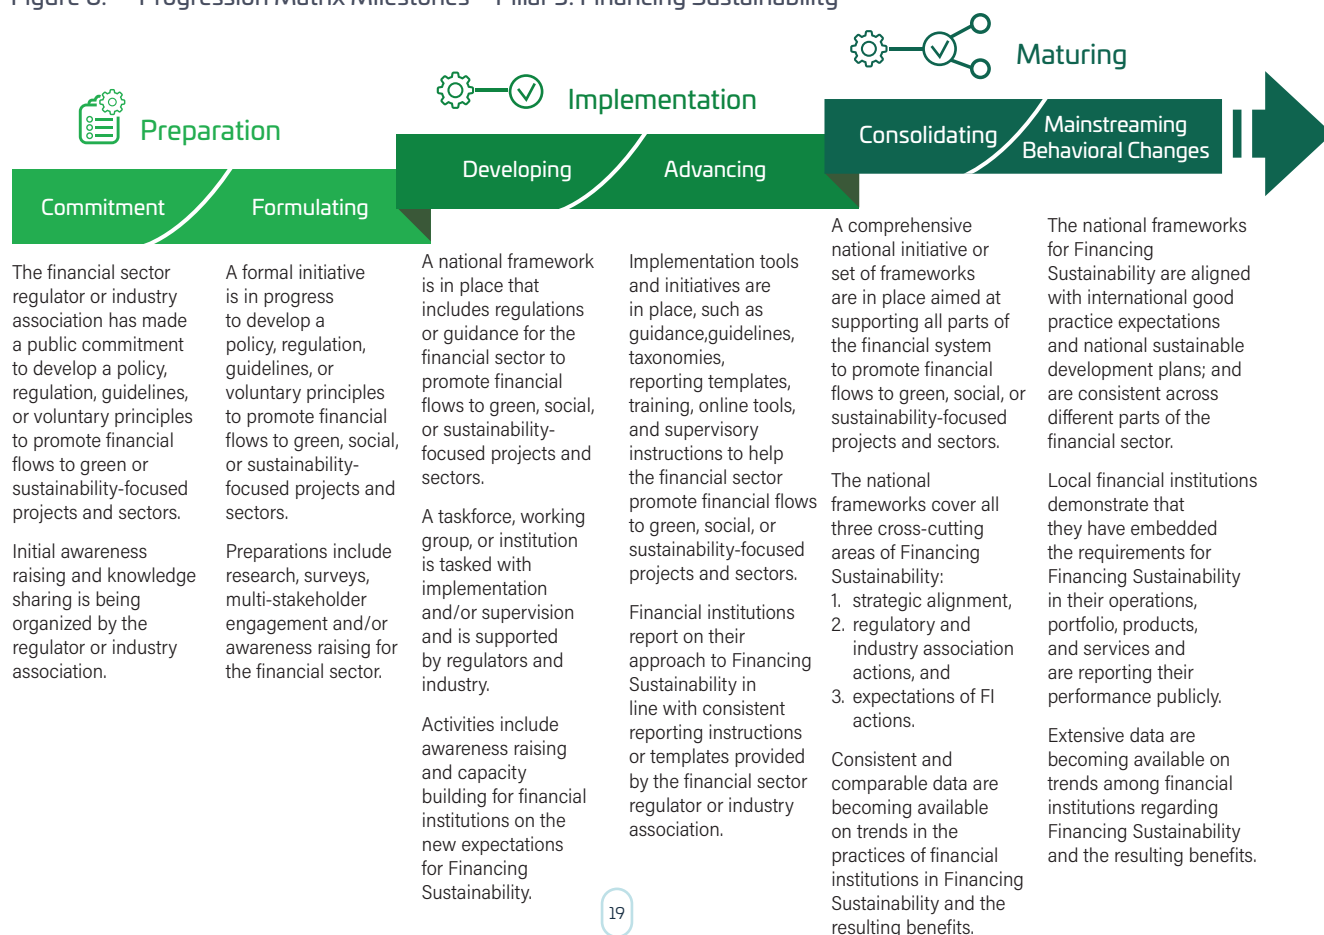 Figure 6. Progression Matrix Milestones – Pillar 3: Financing Sustainability
Preparation
Implementation
Maturing
Commitment
Formulating
Developing
Advancing
Consolidating
Mainstreaming
Behavioral Changes
The financial sector
regulator or industry
association has made
a public commitment
to develop a policy,
regulation, guidelines,
or voluntary principles
to promote financial
flows to green or
sustainability-focused
projects and sectors.
Initial awareness
raising and knowledge
sharing is being
organized by the
regulator or industry
association.
A formal initiative
is in progress
to develop a
policy, regulation,
guidelines, or
voluntary principles
to promote financial
flows to green, social,
or sustainability-
focused projects and
sectors.
Preparations include
research, surveys,
multi-stakeholder
engagement and/or
awareness raising for
the financial sector.
A national framework
is in place that
includes regulations
or guidance for the
financial sector to
promote financial
flows to green, social,
or sustainability-
focused projects and
sectors.
A taskforce, working
group, or institution
is tasked with
implementation
and/or supervision
and is supported
by regulators and
industry.
Activities include
awareness raising
and capacity
building for financial
institutions on the
new expectations
for Financing
Sustainability.
Implementation tools
and initiatives are
in place, such as
guidance,guidelines,
taxonomies,
reporting templates,
training, online tools,
and supervisory
instructions to help
the financial sector
promote financial flows
to green, social, or
sustainability-focused
projects and sectors.
Financial institutions
report on their
approach to Financing
Sustainability in
line with consistent
reporting instructions
or templates provided
by the financial sector
regulator or industry
association.
A comprehensive
national initiative or
set of frameworks
are in place aimed at
supporting all parts of
the financial system
to promote financial
flows to green, social, or
sustainability-focused
projects and sectors.
The national
frameworks cover all
three cross-cutting
areas of Financing
Sustainability:
1. strategic alignment,
2. regulatory and
industry association
actions, and
3. expectations of FI
actions.
Consistent and
comparable data are
becoming available
on trends in the
practices of financial
institutions in Financing
Sustainability and the
resulting benefits.
The national frameworks
for Financing
Sustainability are aligned
with international good
practice expectations
and national sustainable
development plans; and
are consistent across
different parts of the
financial sector.
Local financial institutions
demonstrate that
they have embedded
the requirements for
Financing Sustainability
in their operations,
portfolio, products,
and services and
are reporting their
performance publicly.
Extensive data are
becoming available on
trends among financial
institutions regarding
Financing Sustainability
and the resulting benefits.
19